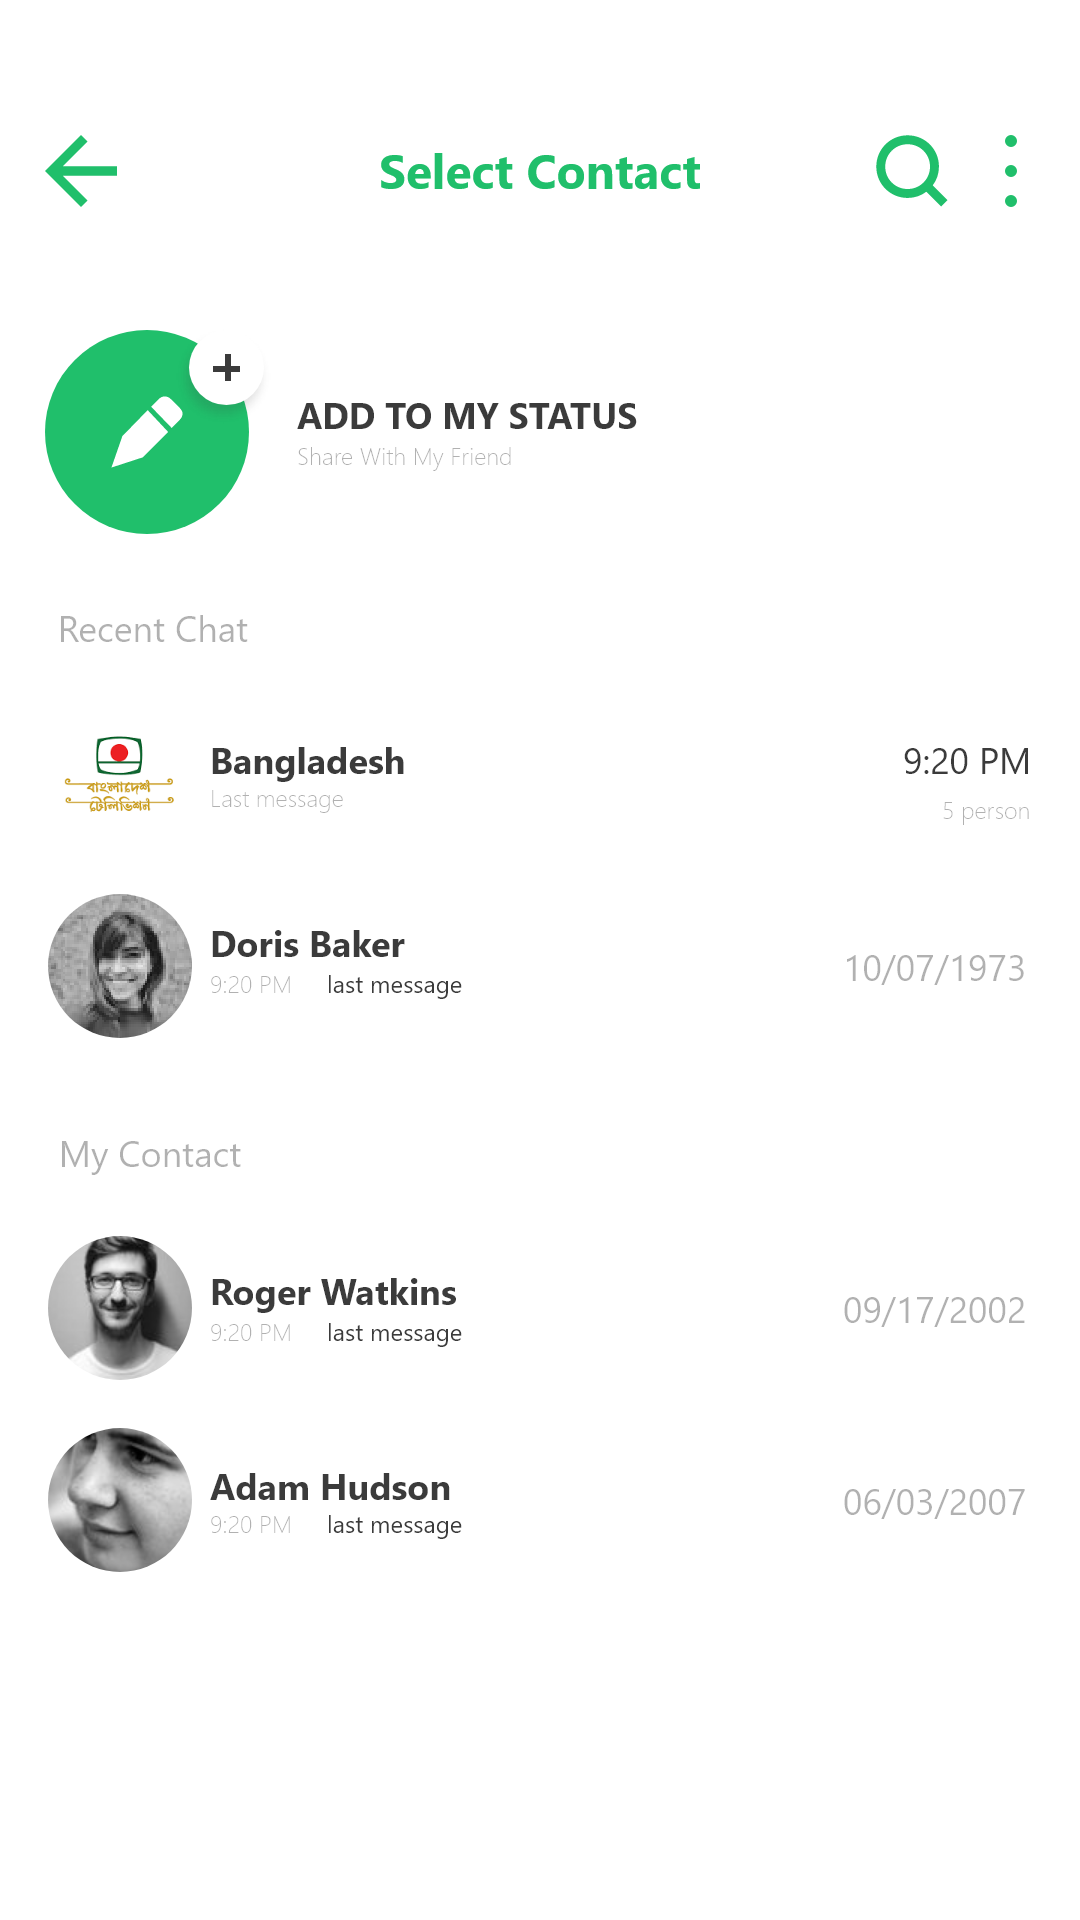 Select Contact
ADD TO MY STATUS
Share With My Friend
Recent Chat
বাংলাদেশ
টেলিভিশন
Bangladesh
9:20 PM
Last message
5 person
Doris Baker
9:20 PM last message
10/07/1973
My Contact
Roger Watkins
9:20 PM last message
09/17/2002
Adam Hudson
9:20 PM last message
06/03/2007